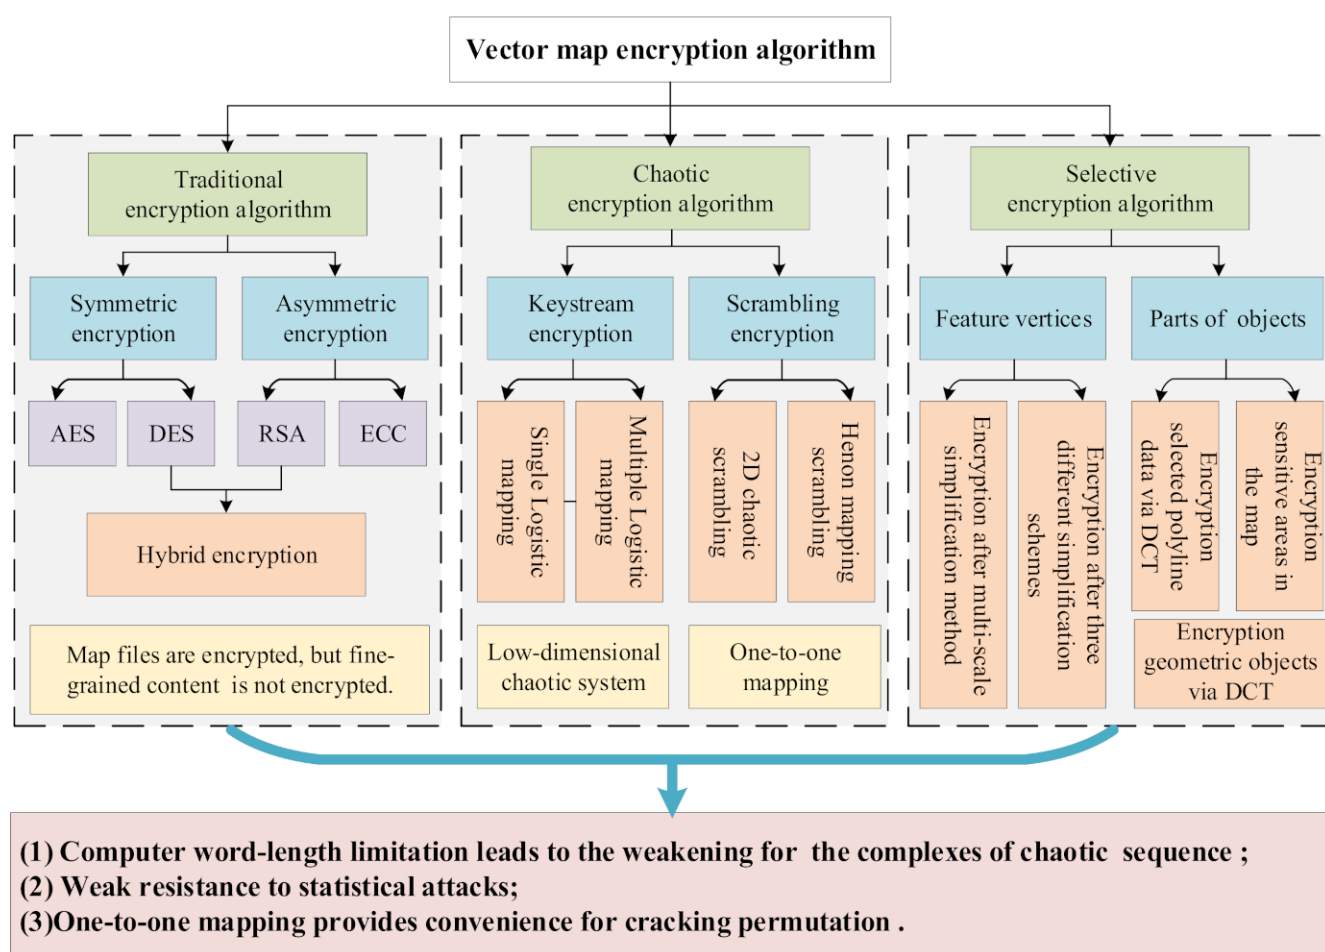 Vector map encryption algorithm
Traditional
encryption algorithm
Symmetric
encryption
Asymmetric
encryption
AES
DES
RSA
ECC
Hybrid encryption
Map files are encrypted, but fine-
grained content is not encrypted.
Chaotic
encryption algorithm
Keystream
encryption
Scrambling
encryption
Single Logistic
mapping
Multiple Logistic
mapping
2D chaotic
scrambling
Henon mapping
scrambling
Low-dimensional
chaotic system
One-to-one
mapping
Selective
encryption algorithm
Feature vertices
Parts of objects
Encryption after multi-scale
simplification method
Encryption after three
different simplification
schemes
Encryption
selected polyline
data via DCT
Encryption
sensitive areas in
the map
Encryption
geometric objects
via DCT
(1) Computer word-length limitation leads to the weakening for the complexes of chaotic sequence ;
(2) Weak resistance to statistical attacks;
(3)One-to-one mapping provides convenience for cracking permutation .